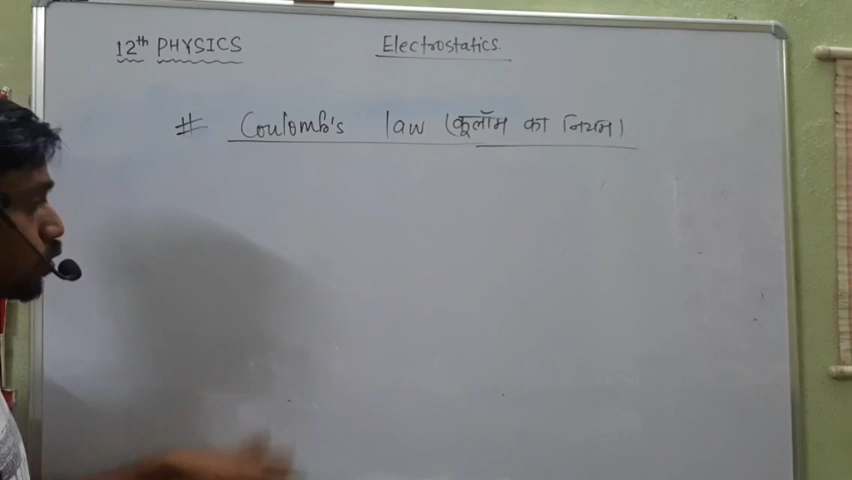 12th PHYSICS Electrostatics.
# Coulomb's law (कूलॉम का नियम)